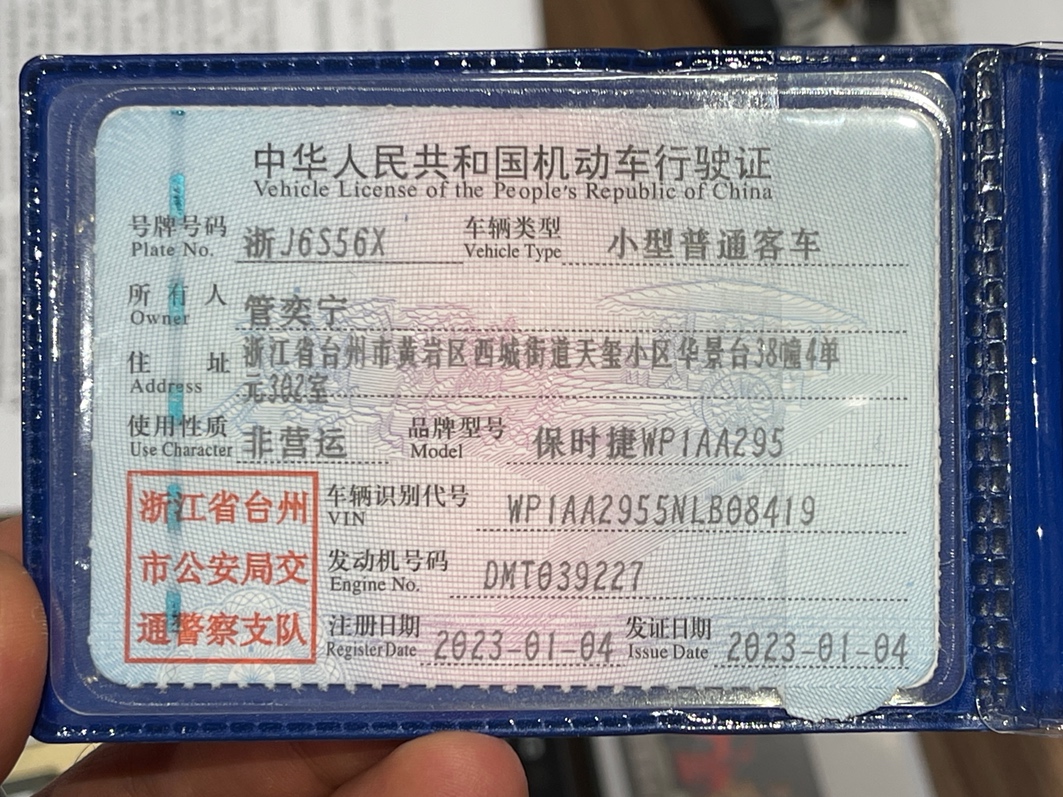 中华人民共和国机动车行驶证
Vehicle License of the People's Republic of China
号牌号码 浙J6S56X 车辆类型 小型普通客车
Plate No. Vehicle Type
所有人 管奕宁
Owner
住址 浙江省台州市黄岩区西城街道天玺小区华景台38幢4单
Address 元302室
使用性质 非营运 品牌型号 保时捷WP1AA295
Use Character Model
浙江省台州 车辆识别代号 WP1AA2955NLB08419
VIN
市公安局交 发动机号码 DMT039227
Engine No.
通警察支队 注册日期 2023-01-04 发证日期 2023-01-04
Register Date Issue Date